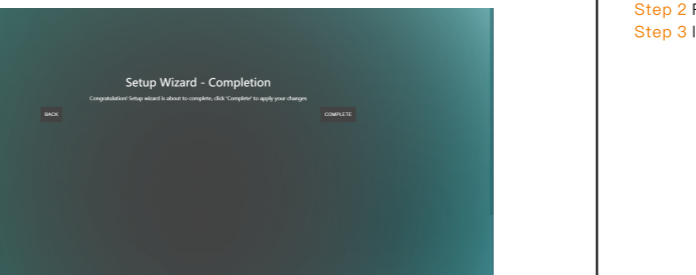 Setup Wizard - Completion
Congratulation! Setup wizard is about to complete, click 'Complete' to apply your changes
BACK
COMPLETE
Step 2
Step 3